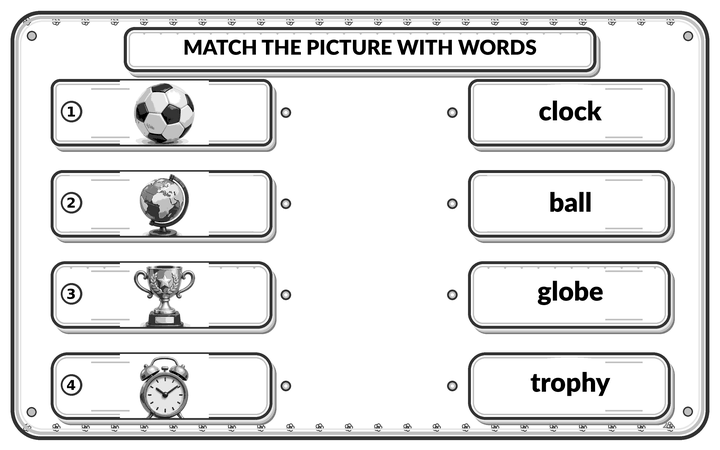 MATCH THE PICTURE WITH WORDS
1 clock
2 ball
3 globe
4 trophy